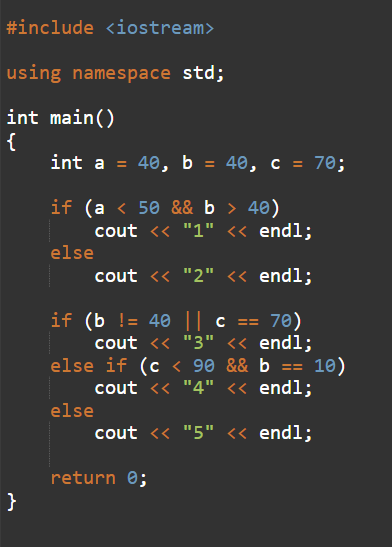 #include <iostream>
using namespace std;
int main()
{
    int a = 40, b = 40, c = 70;
    if (a < 50 && b > 40)
        cout << "1" << endl;
    else
        cout << "2" << endl;
    if (b != 40 || c == 70)
        cout << "3" << endl;
    else if (c < 90 && b == 10)
        cout << "4" << endl;
    else
        cout << "5" << endl;
    return 0;
}